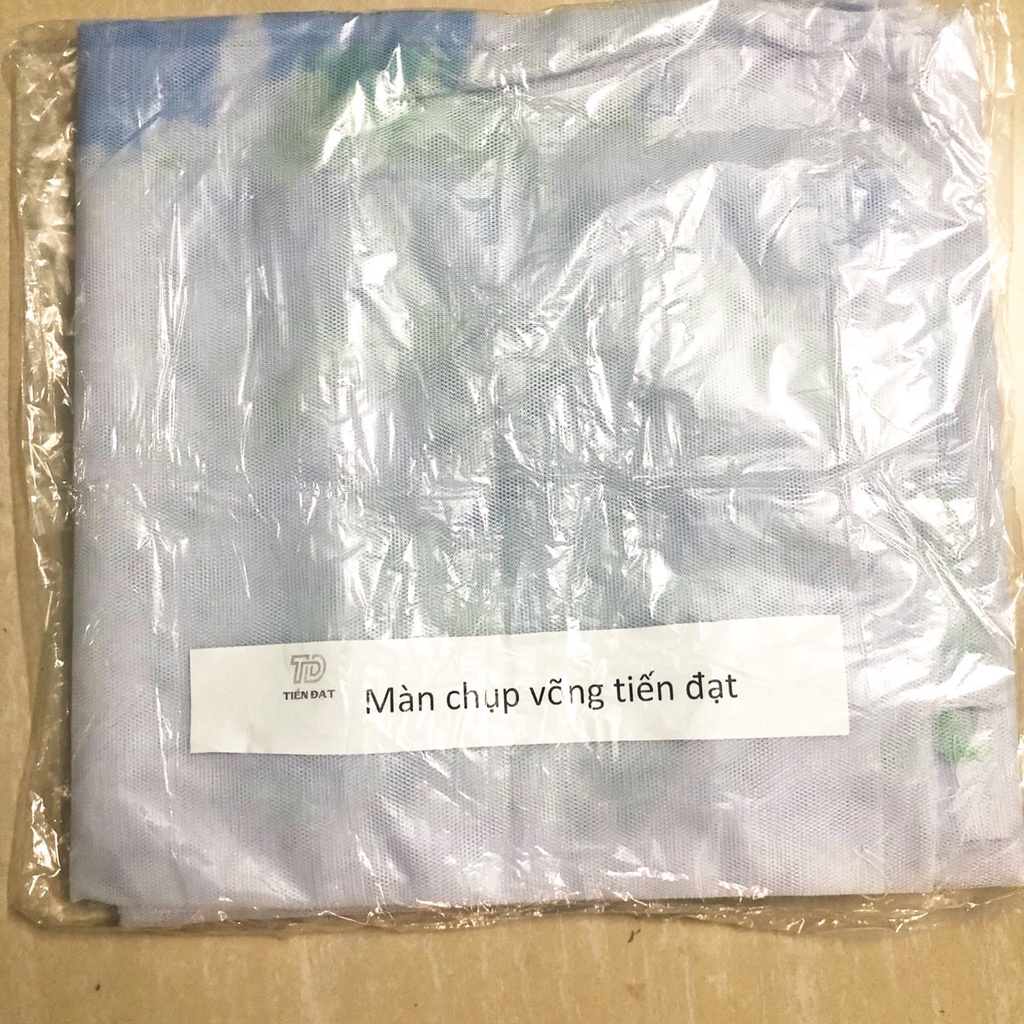 TD
TIẾN ĐẠT
Màn chụp võng tiến đạt